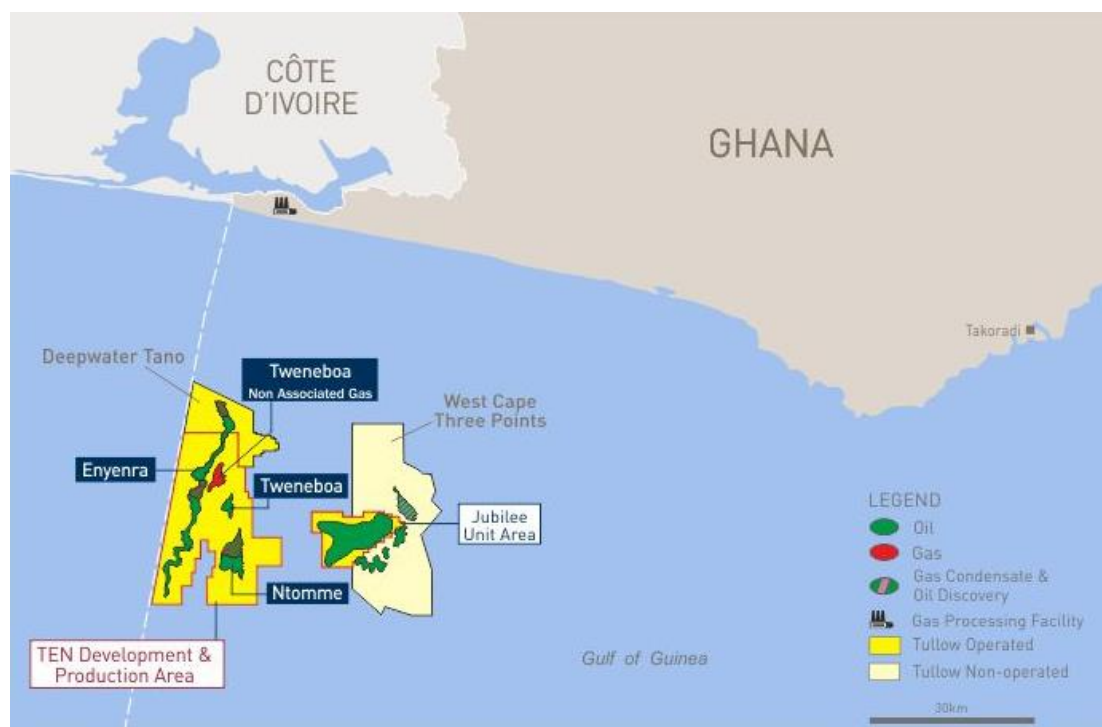 CÔTE
D'IVOIRE
GHANA
Takoradi
Deepwater Tano
Tweneboa
Non Associated Gas
West Cape
Three Points
Enyenra
Tweneboa
Jubilee
Unit Area
Ntomme
TEN Development &
Production Area
Gulf of Guinea
LEGEND
Oil
Gas
Gas Condensate &
Oil Discovery
Gas Processing Facility
Tullow Operated
Tullow Non-operated
30km